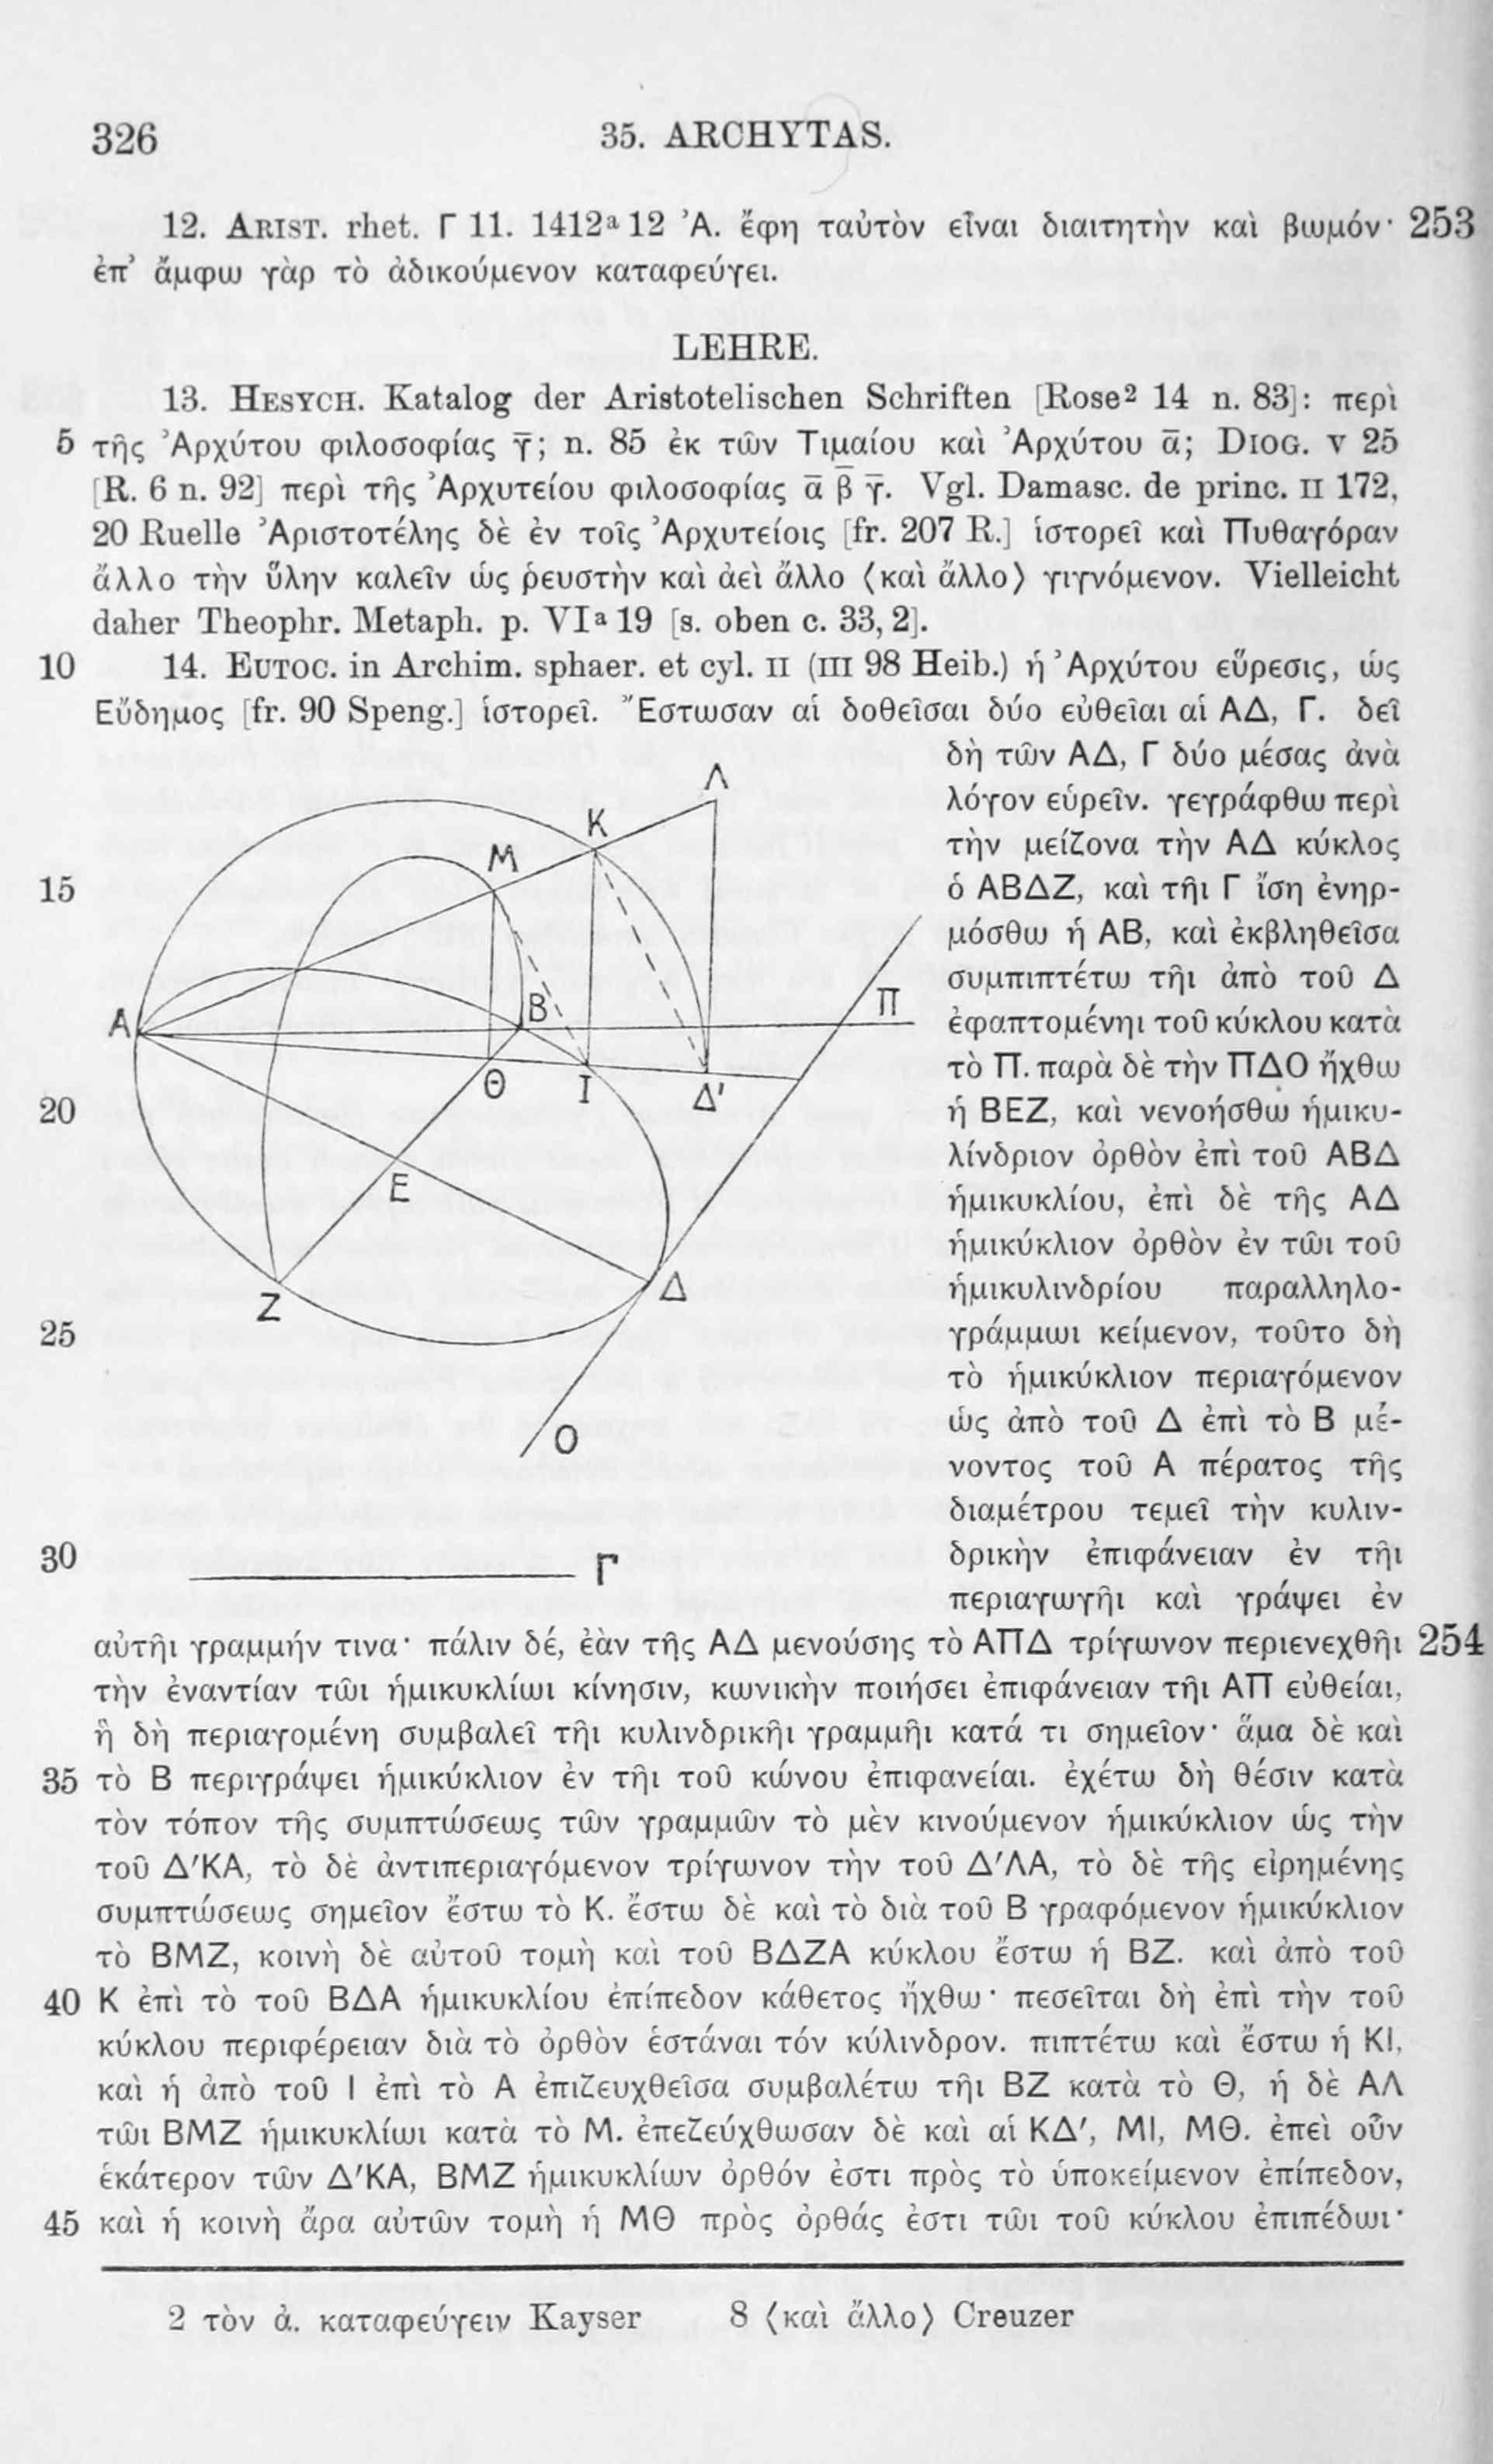 326
35. ARCHYTAS.
12. ARIST. rhet. Γ 11. 1412ᵃ 12 Ἀ. ἔφη ταὐτὸν εἶναι διαιτητὴν καὶ βωμόν· 253
ἐπ’ ἄμφω γὰρ τὸ ἀδικούμενον καταφεύγει.
LEHRE.
13. HESYCH. Katalog der Aristotelischen Schriften [Rose² 14 n. 83]: περὶ
5 τῆς Ἀρχύτου φιλοσοφίας γ̄; n. 85 ἐκ τῶν Τιμαίου καὶ Ἀρχύτου ᾱ; DIOG. V 25
[R. 6 n. 92] περὶ τῆς Ἀρχυτείου φιλοσοφίας ᾱ β̄ γ̄. Vgl. Damasc. de princ. II 172,
20 Ruelle Ἀριστοτέλης δὲ ἐν τοῖς Ἀρχυτείοις [fr. 207 R.] ἱστορεῖ καὶ Πυθαγόραν
ἄλλο τὴν ὕλην καλεῖν ὡς ῥευστὴν καὶ ἀεὶ ἄλλο ⟨καὶ ἄλλο⟩ γιγνόμενον. Vielleicht
daher Theophr. Metaph. p. VIᵃ 19 [s. oben c. 33, 2].
10 14. EUTOC. in Archim. sphaer. et cyl. II (III 98 Heib.) ἡ Ἀρχύτου εὕρεσις, ὡς
Εὔδημος [fr. 90 Speng.] ἱστορεῖ. Ἔστωσαν αἱ δοθεῖσαι δύο εὐθεῖαι αἱ ΑΔ, Γ. δεῖ
δὴ τῶν ΑΔ, Γ δύο μέσας ἀνὰ
λόγον εὑρεῖν. γεγράφθω περὶ
τὴν μείζονα τὴν ΑΔ κύκλος
15 ὁ ΑΒΔΖ, καὶ τῆι Γ ἴση ἐνηρ-
μόσθω ἡ ΑΒ, καὶ ἐκβληθεῖσα
συμπιπτέτω τῆι ἀπὸ τοῦ Δ
ἐφαπτομένηι τοῦ κύκλου κατὰ
τὸ Π. παρὰ δὲ τὴν ΠΔΟ ἤχθω
20 ἡ ΒΕΖ, καὶ νενοήσθω ἡμικυ-
λίνδριον ὀρθὸν ἐπὶ τοῦ ΑΒΔ
ἡμικυκλίου, ἐπὶ δὲ τῆς ΑΔ
ἡμικύκλιον ὀρθὸν ἐν τῶι τοῦ
ἡμικυλινδρίου παραλληλο-
25 γράμμωι κείμενον, τοῦτο δὴ
τὸ ἡμικύκλιον περιαγόμενον
ὡς ἀπὸ τοῦ Δ ἐπὶ τὸ Β μέ-
νοντος τοῦ Α πέρατος τῆς
διαμέτρου τεμεῖ τὴν κυλιν-
30 δρικὴν ἐπιφάνειαν ἐν τῆι
περιαγωγῆι καὶ γράψει ἐν
Λ
Κ
Μ
Π
Α
Β
Θ
Ι
Δ'
Ε
Ζ
Δ
Ο
Γ
αὐτῆι γραμμήν τινα· πάλιν δέ, ἐὰν τῆς ΑΔ μενούσης τὸ ΑΠΔ τρίγωνον περιενεχθῆι 254
τὴν ἐναντίαν τῶι ἡμικυκλίωι κίνησιν, κωνικὴν ποιήσει ἐπιφάνειαν τῆι ΑΠ εὐθείαι,
ἣ δὴ περιαγομένη συμβαλεῖ τῆι κυλινδρικῆι γραμμῆι κατά τι σημεῖον· ἅμα δὲ καὶ
35 τὸ Β περιγράψει ἡμικύκλιον ἐν τῆι τοῦ κώνου ἐπιφανείαι. ἐχέτω δὴ θέσιν κατὰ
τὸν τόπον τῆς συμπτώσεως τῶν γραμμῶν τὸ μὲν κινούμενον ἡμικύκλιον ὡς τὴν
τοῦ Δ'ΚΑ, τὸ δὲ ἀντιπεριαγόμενον τρίγωνον τὴν τοῦ Δ'ΛΑ, τὸ δὲ τῆς εἰρημένης
συμπτώσεως σημεῖον ἔστω τὸ Κ. ἔστω δὲ καὶ τὸ διὰ τοῦ Β γραφόμενον ἡμικύκλιον
τὸ ΒΜΖ, κοινὴ δὲ αὐτοῦ τομὴ καὶ τοῦ ΒΔΖΑ κύκλου ἔστω ἡ ΒΖ. καὶ ἀπὸ τοῦ
40 Κ ἐπὶ τὸ τοῦ ΒΔΑ ἡμικυκλίου ἐπίπεδον κάθετος ἤχθω· πεσεῖται δὴ ἐπὶ τὴν τοῦ
κύκλου περιφέρειαν διὰ τὸ ὀρθὸν ἑστάναι τόν κύλινδρον. πιπτέτω καὶ ἔστω ἡ ΚΙ,
καὶ ἡ ἀπὸ τοῦ Ι ἐπὶ τὸ Α ἐπιζευχθεῖσα συμβαλέτω τῆι ΒΖ κατὰ τὸ Θ, ἡ δὲ ΑΛ
τῶι ΒΜΖ ἡμικυκλίωι κατὰ τὸ Μ. ἐπεζεύχθωσαν δὲ καὶ αἱ ΚΔ', ΜΙ, ΜΘ. ἐπεὶ οὖν
ἑκάτερον τῶν Δ'ΚΑ, ΒΜΖ ἡμικυκλίων ὀρθόν ἐστι πρὸς τὸ ὑποκείμενον ἐπίπεδον,
45 καὶ ἡ κοινὴ ἄρα αὐτῶν τομὴ ἡ ΜΘ πρὸς ὀρθάς ἐστι τῶι τοῦ κύκλου ἐπιπέδωι·
2 τὸν ἀ. καταφεύγειν Kayser 8 ⟨καὶ ἄλλο⟩ Creuzer